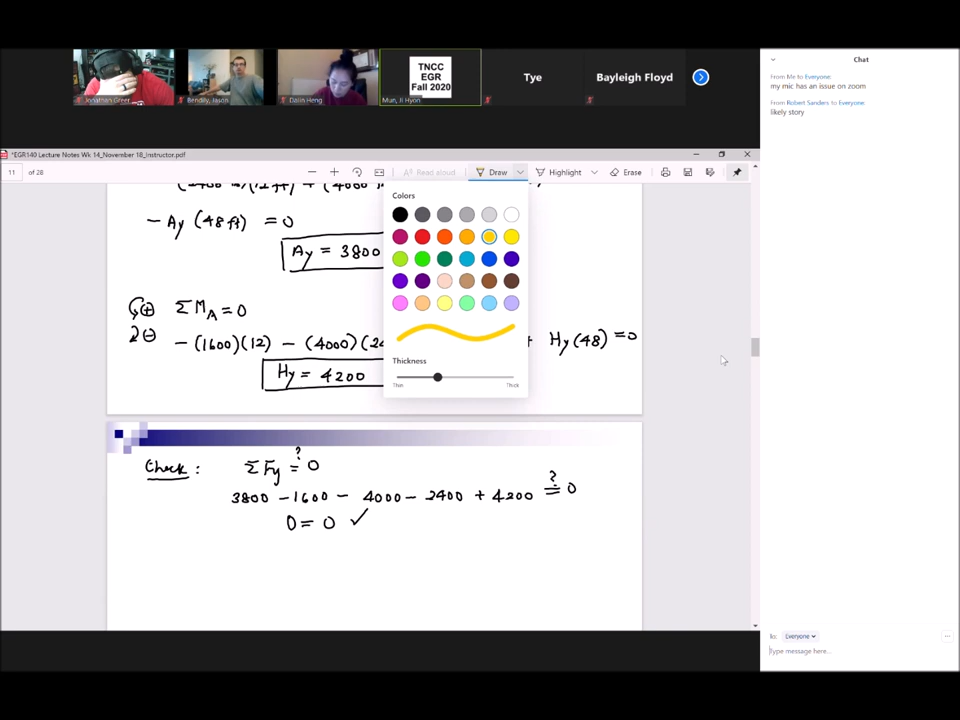 Chat
From Me to Everyone:
my mic has an issue on zoom
From Robert Sanders to Everyone:
likely story
TNCC
EGR
Fall 2020
Tye
Bayleigh Floyd
Jonathan Greer
Bendily, Jason
Dalin Heng
Mun, Ji Hyon
*EGR140 Lecture Notes Wk 14_November 18_Instructor.pdf
11 of 28
Read aloud
Draw
Highlight
Erase
Colors
- Ay (48ft) = 0
Ay = 3800
ΣM_A = 0
- (1600)(12) - (4000)(2
Hy (48) = 0
Hy = 4200
Thickness
Thin
Thick
Check : ΣFy ?= 0
3800 - 1600 - 4000 - 2400 + 4200 ?= 0
0 = 0 ✓
To: Everyone
Type message here...